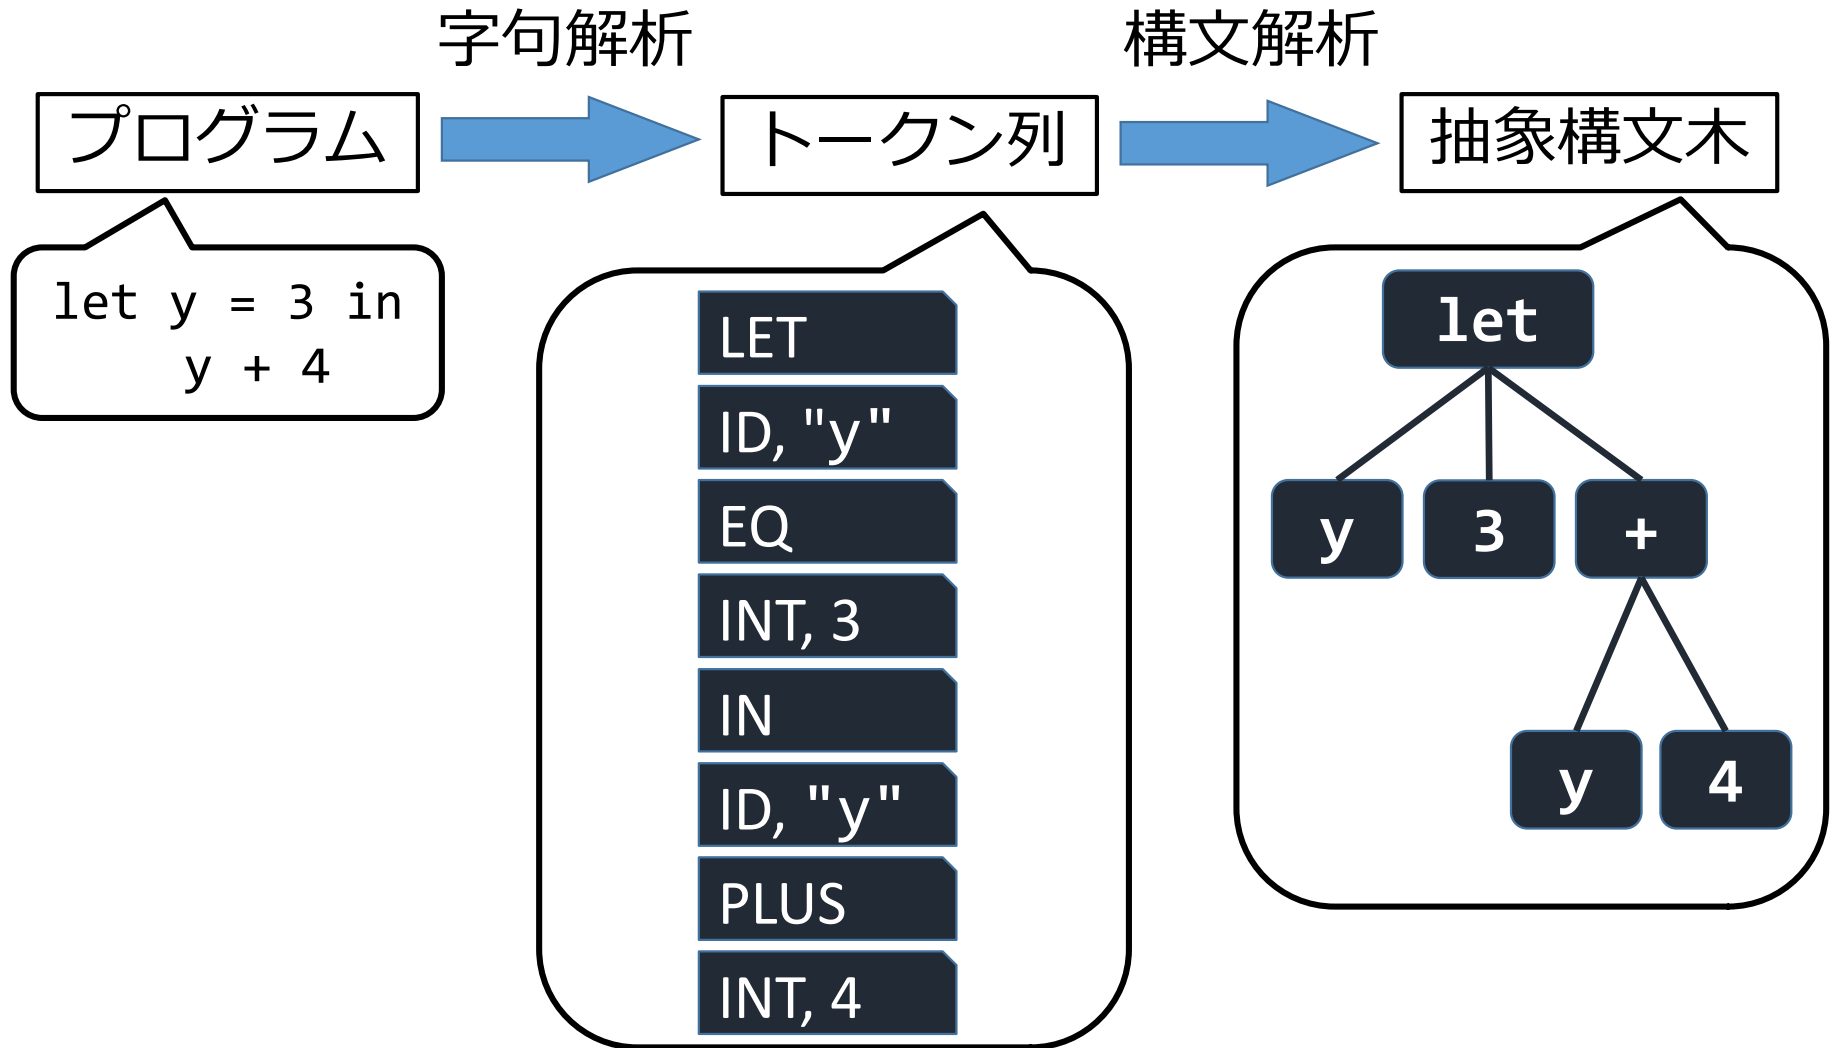 字句解析
構文解析
プログラム
トークン列
抽象構文木
let y = 3 in
y + 4
LET
ID, "y"
EQ
INT, 3
IN
ID, "y"
PLUS
INT, 4
let
y
3
+
y
4